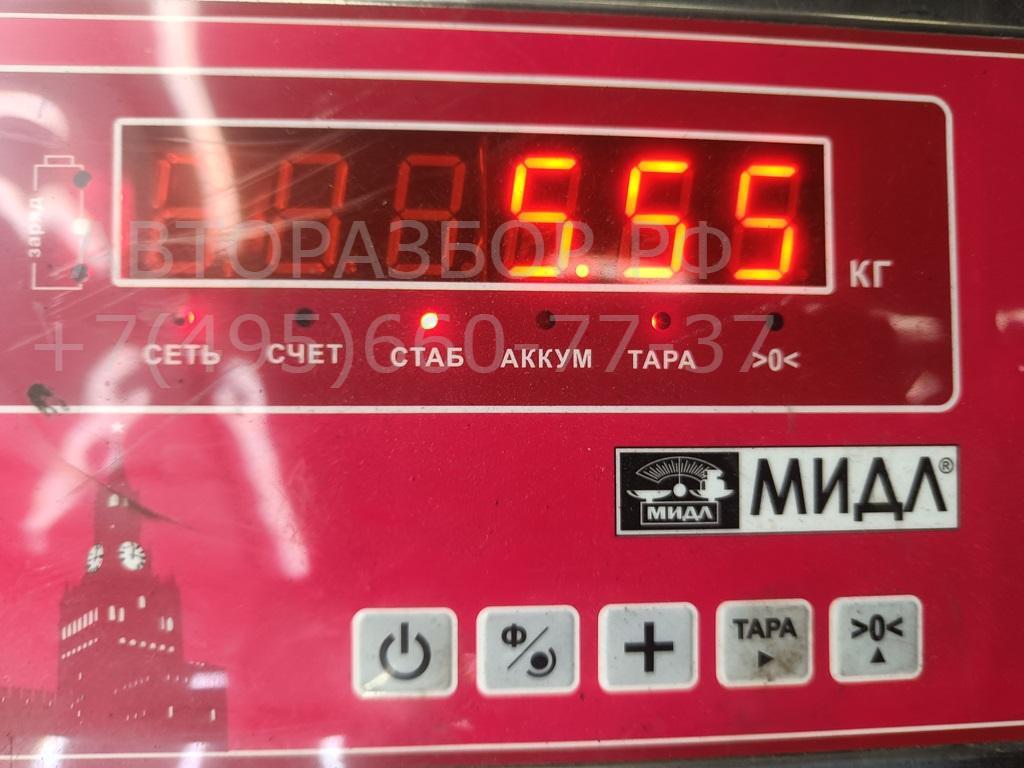 5.55
КГ
заряд
СЕТЬ СЧЕТ СТАБ АККУМ ТАРА >0<
АВТОРАЗБОР.РФ
+7(495)660-77-37
МИДЛ МИДЛ®
Ф ТАРА >0<